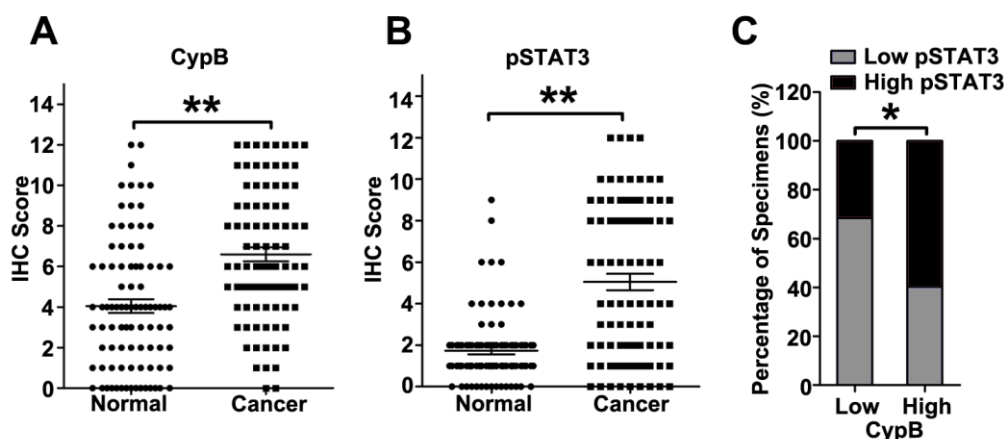 A
CypB
**
IHC Score
14
12
10
8
6
4
2
0
Normal Cancer
B
pSTAT3
**
IHC Score
14
12
10
8
6
4
2
0
Normal Cancer
C
Low pSTAT3
High pSTAT3
*
Percentage of Specimens (%)
120
100
80
60
40
20
0
Low High
CypB